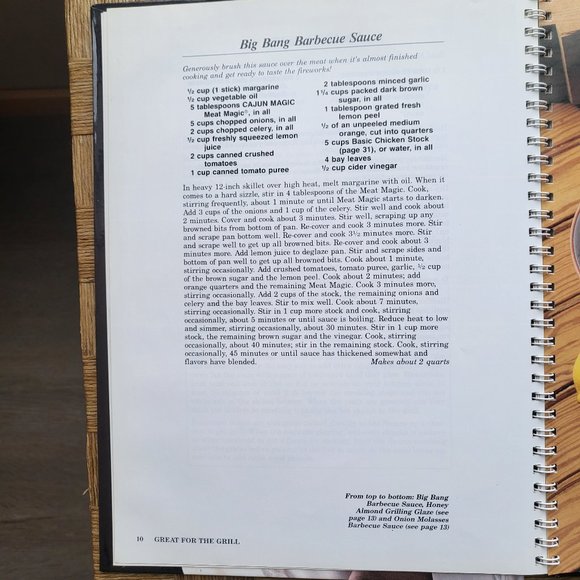 Big Bang Barbecue Sauce
Generously brush this sauce over the meat when it's almost finished
cooking and get ready to taste the fireworks!
½ cup (1 stick) margarine
½ cup vegetable oil
5 tablespoons CAJUN MAGIC
Meat Magic®, in all
5 cups chopped onions, in all
2 cups chopped celery, in all
½ cup freshly squeezed lemon
juice
2 cups canned crushed
tomatoes
1 cup canned tomato puree
2 tablespoons minced garlic
1¼ cups packed dark brown
sugar, in all
1 tablespoon grated fresh
lemon peel
½ of an unpeeled medium
orange, cut into quarters
5 cups Basic Chicken Stock
(page 31), or water, in all
4 bay leaves
½ cup cider vinegar
In heavy 12-inch skillet over high heat, melt margarine with oil. When it
comes to a hard sizzle, stir in 4 tablespoons of the Meat Magic. Cook,
stirring frequently, about 1 minute or until Meat Magic starts to darken.
Add 3 cups of the onions and 1 cup of the celery. Stir well and cook about
2 minutes. Cover and cook about 3 minutes. Stir well, scraping up any
browned bits from bottom of pan. Re-cover and cook 3 minutes more. Stir
and scrape pan bottom well. Re-cover and cook 3½ minutes more. Stir
and scrape well to get up all browned bits. Re-cover and cook about 3
minutes more. Add lemon juice to deglaze pan. Stir and scrape sides and
bottom of pan well to get up all browned bits. Cook about 1 minute,
stirring occasionally. Add crushed tomatoes, tomato puree, garlic, ½ cup
of the brown sugar and the lemon peel. Cook about 2 minutes; add
orange quarters and the remaining Meat Magic. Cook 3 minutes more,
stirring occasionally. Add 2 cups of the stock, the remaining onions and
celery and the bay leaves. Stir to mix well. Cook about 7 minutes,
stirring occasionally. Stir in 1 cup more stock and cook, stirring
occasionally, about 5 minutes or until sauce is boiling. Reduce heat to low
and simmer, stirring occasionally, about 30 minutes. Stir in 1 cup more
stock, the remaining brown sugar and the vinegar. Cook, stirring
occasionally, about 40 minutes; stir in the remaining stock. Cook, stirring
occasionally, 45 minutes or until sauce has thickened somewhat and
flavors have blended. Makes about 2 quarts
From top to bottom: Big Bang
Barbecue Sauce, Honey
Almond Grilling Glaze (see
page 13) and Onion Molasses
Barbecue Sauce (see page 13)
10 GREAT FOR THE GRILL